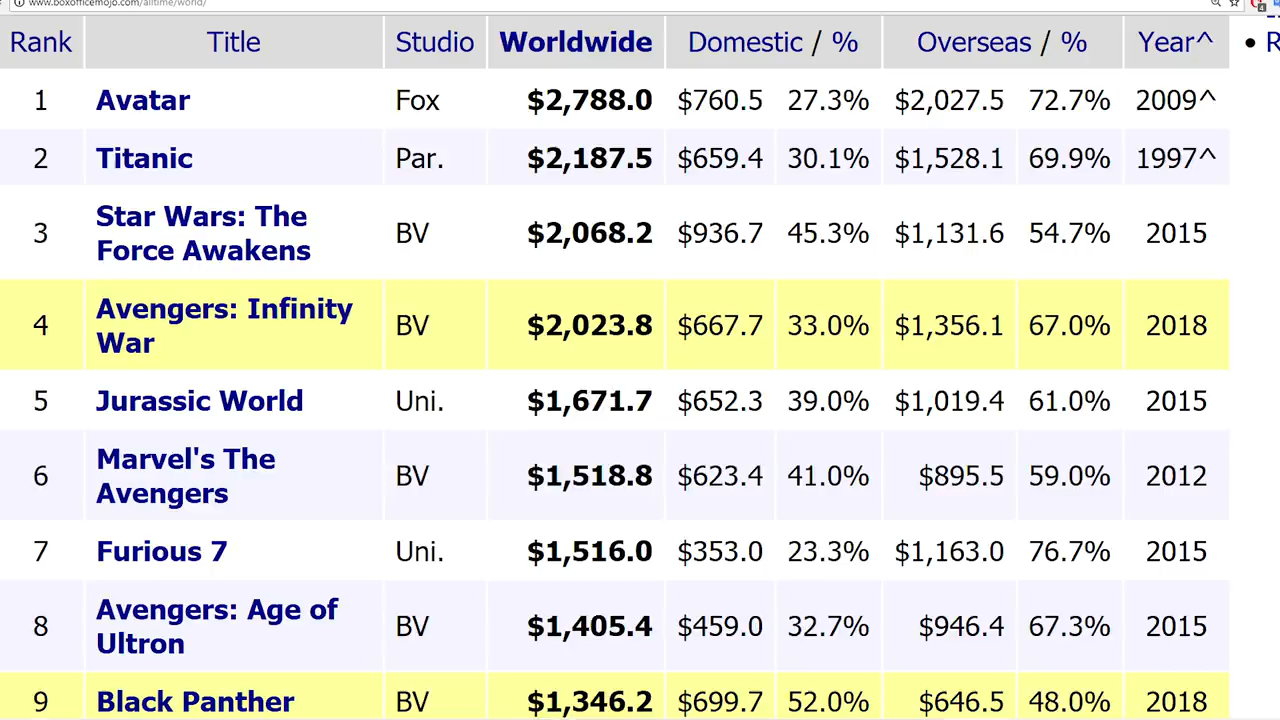 www.boxofficemojo.com/alltime/world/
Rank Title Studio Worldwide Domestic / % Overseas / % Year^ • R
1 Avatar Fox $2,788.0 $760.5 27.3% $2,027.5 72.7% 2009^
2 Titanic Par. $2,187.5 $659.4 30.1% $1,528.1 69.9% 1997^
3 Star Wars: The Force Awakens BV $2,068.2 $936.7 45.3% $1,131.6 54.7% 2015
4 Avengers: Infinity War BV $2,023.8 $667.7 33.0% $1,356.1 67.0% 2018
5 Jurassic World Uni. $1,671.7 $652.3 39.0% $1,019.4 61.0% 2015
6 Marvel's The Avengers BV $1,518.8 $623.4 41.0% $895.5 59.0% 2012
7 Furious 7 Uni. $1,516.0 $353.0 23.3% $1,163.0 76.7% 2015
8 Avengers: Age of Ultron BV $1,405.4 $459.0 32.7% $946.4 67.3% 2015
9 Black Panther BV $1,346.2 $699.7 52.0% $646.5 48.0% 2018